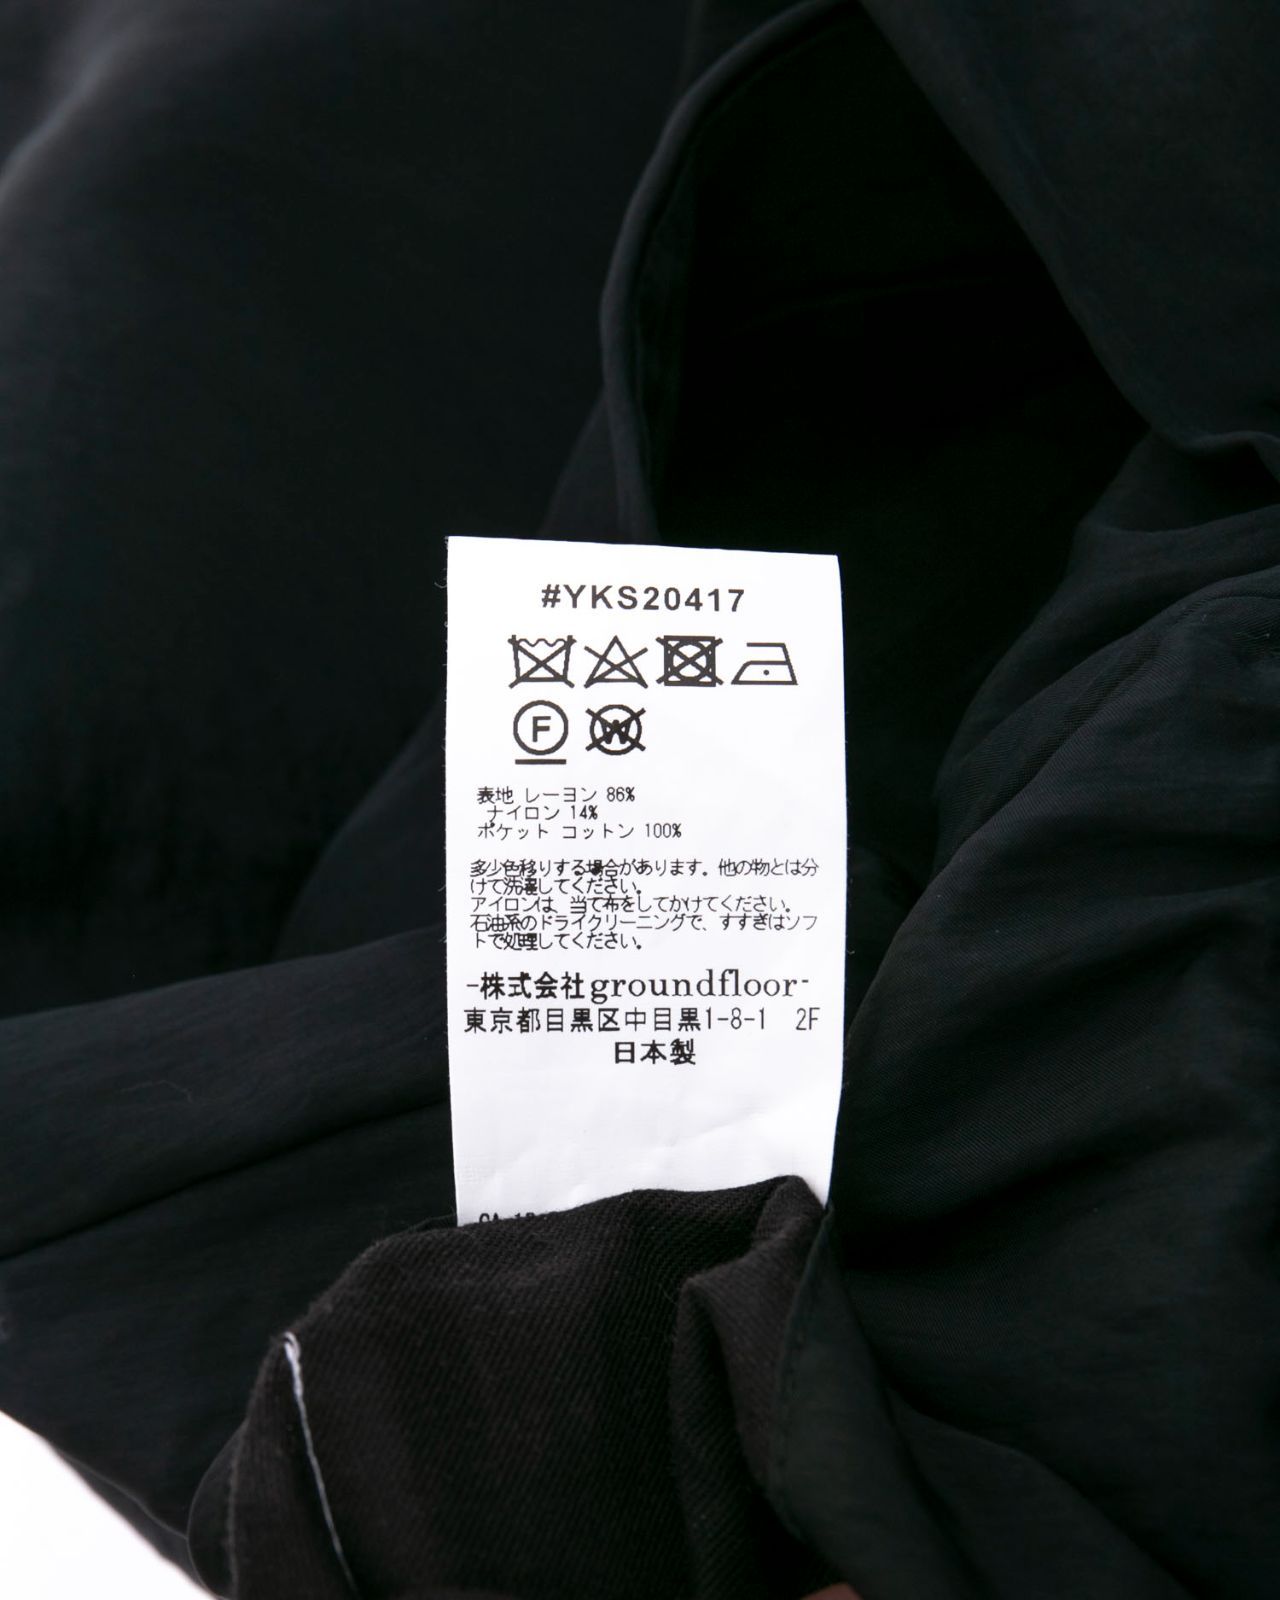 #YKS20417
F W
表地 レーヨン 86%
ナイロン 14%
ポケット コットン 100%
多少色移りする場合があります。他の物とは分
けて洗濯してください。
アイロンは、当て布をしてかけてください。
石油系のドライクリーニングで、すすぎはソフ
トで処理してください。
-株式会社groundfloor-
東京都目黒区中目黒1-8-1 2F
日本製